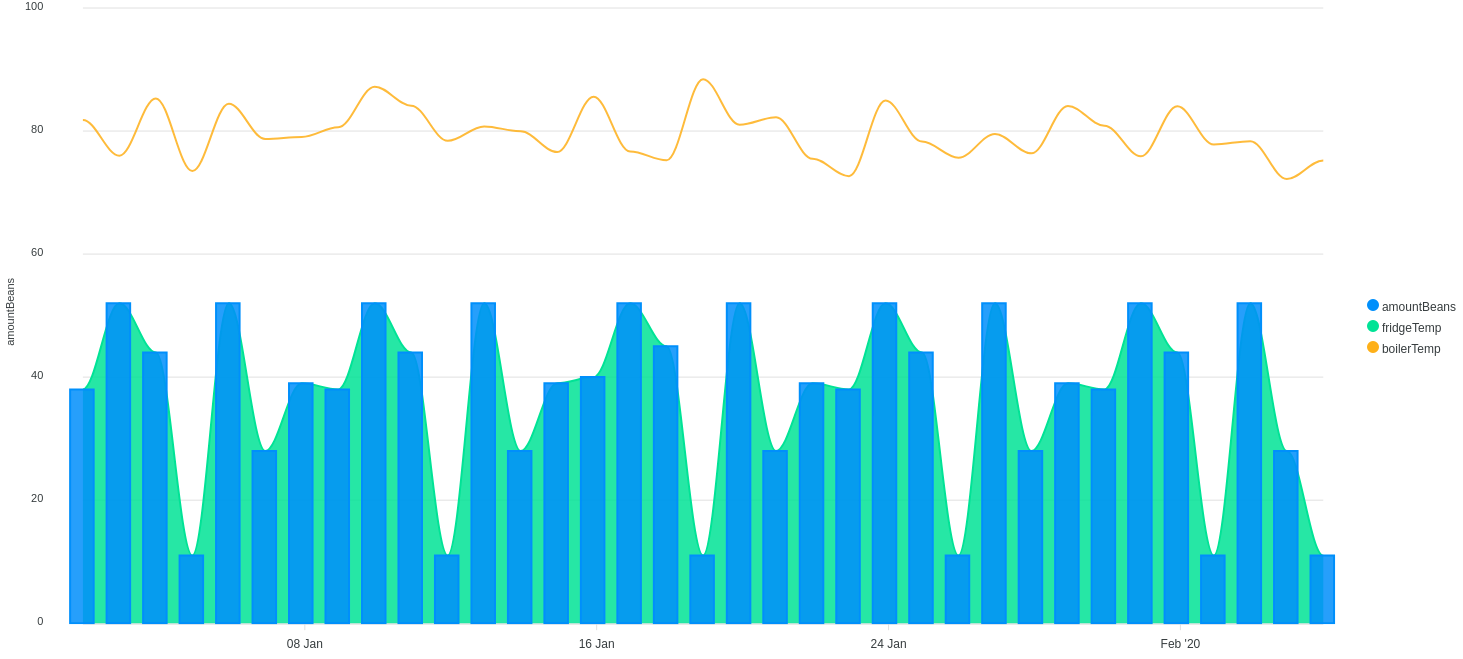 100
80
60
40
20
0
amountBeans
08 Jan
16 Jan
24 Jan
Feb '20
amountBeans
fridgeTemp
boilerTemp